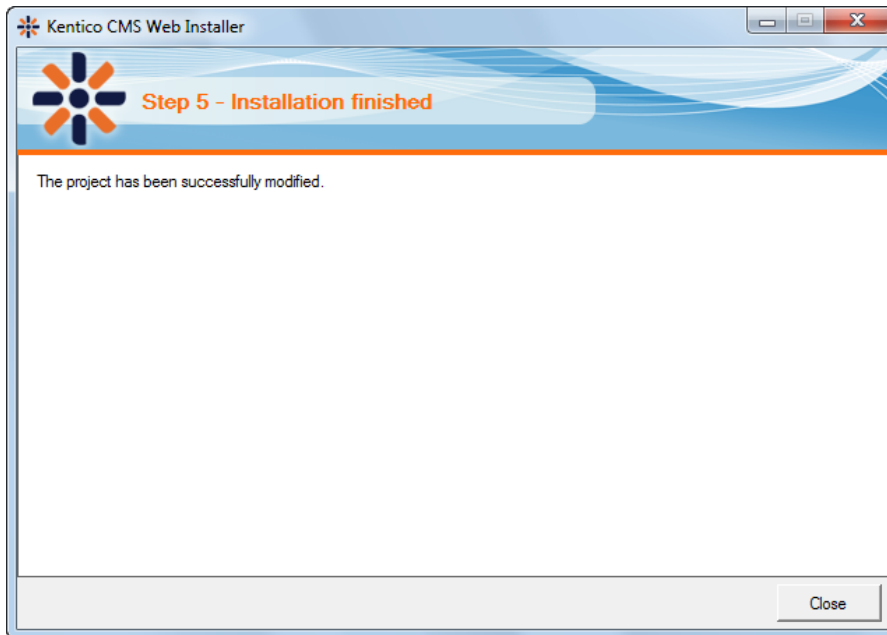 Kentico CMS Web Installer
Step 5 - Installation finished
The project has been successfully modified.
Close